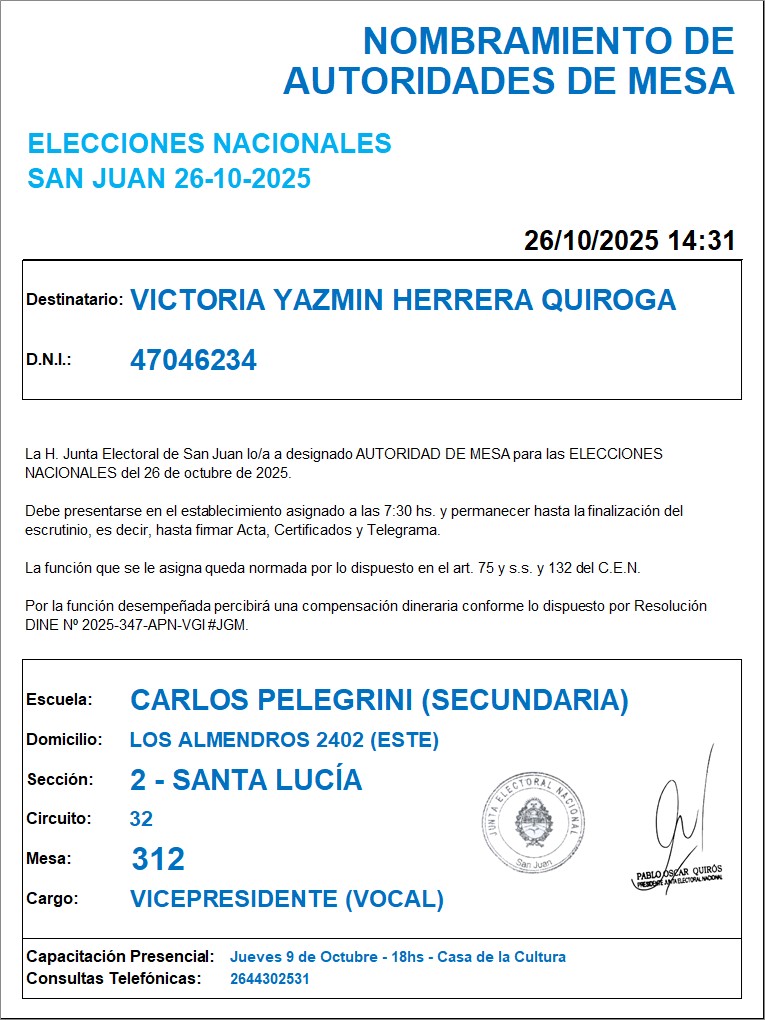 NOMBRAMIENTO DE
AUTORIDADES DE MESA
ELECCIONES NACIONALES
SAN JUAN 26-10-2025
26/10/2025 14:31
Destinatario: VICTORIA YAZMIN HERRERA QUIROGA
D.N.I.: 47046234
La H. Junta Electoral de San Juan lo/a a designado AUTORIDAD DE MESA para las ELECCIONES
NACIONALES del 26 de octubre de 2025.
Debe presentarse en el establecimiento asignado a las 7:30 hs. y permanecer hasta la finalización del
escrutinio, es decir, hasta firmar Acta, Certificados y Telegrama.
La función que se le asigna queda normada por lo dispuesto en el art. 75 y s.s. y 132 del C.E.N.
Por la función desempeñada percibirá una compensación dineraria conforme lo dispuesto por Resolución
DINE Nº 2025-347-APN-VGI#JGM.
Escuela: CARLOS PELEGRINI (SECUNDARIA)
Domicilio: LOS ALMENDROS 2402 (ESTE)
Sección: 2 - SANTA LUCÍA
Circuito: 32
Mesa: 312
Cargo: VICEPRESIDENTE (VOCAL)
JUNTA ELECTORAL NACIONAL
San Juan
PABLO OSCAR QUIRÓS
PRESIDENTE JUNTA ELECTORAL NACIONAL
Capacitación Presencial: Jueves 9 de Octubre - 18hs - Casa de la Cultura
Consultas Telefónicas: 2644302531